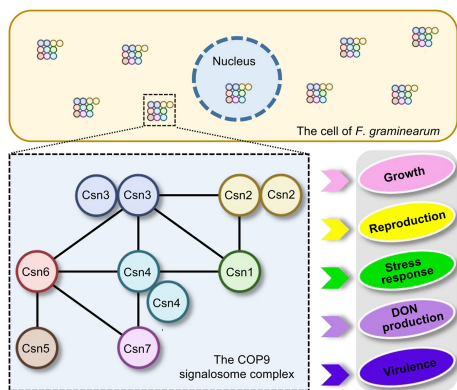 Nucleus
The cell of F. graminearum
Csn3 Csn3 Csn2 Csn2
Csn6 Csn4 Csn1
Csn4
Csn5 Csn7
The COP9
signalosome complex
Growth
Reproduction
Stress
response
DON
production
Virulence